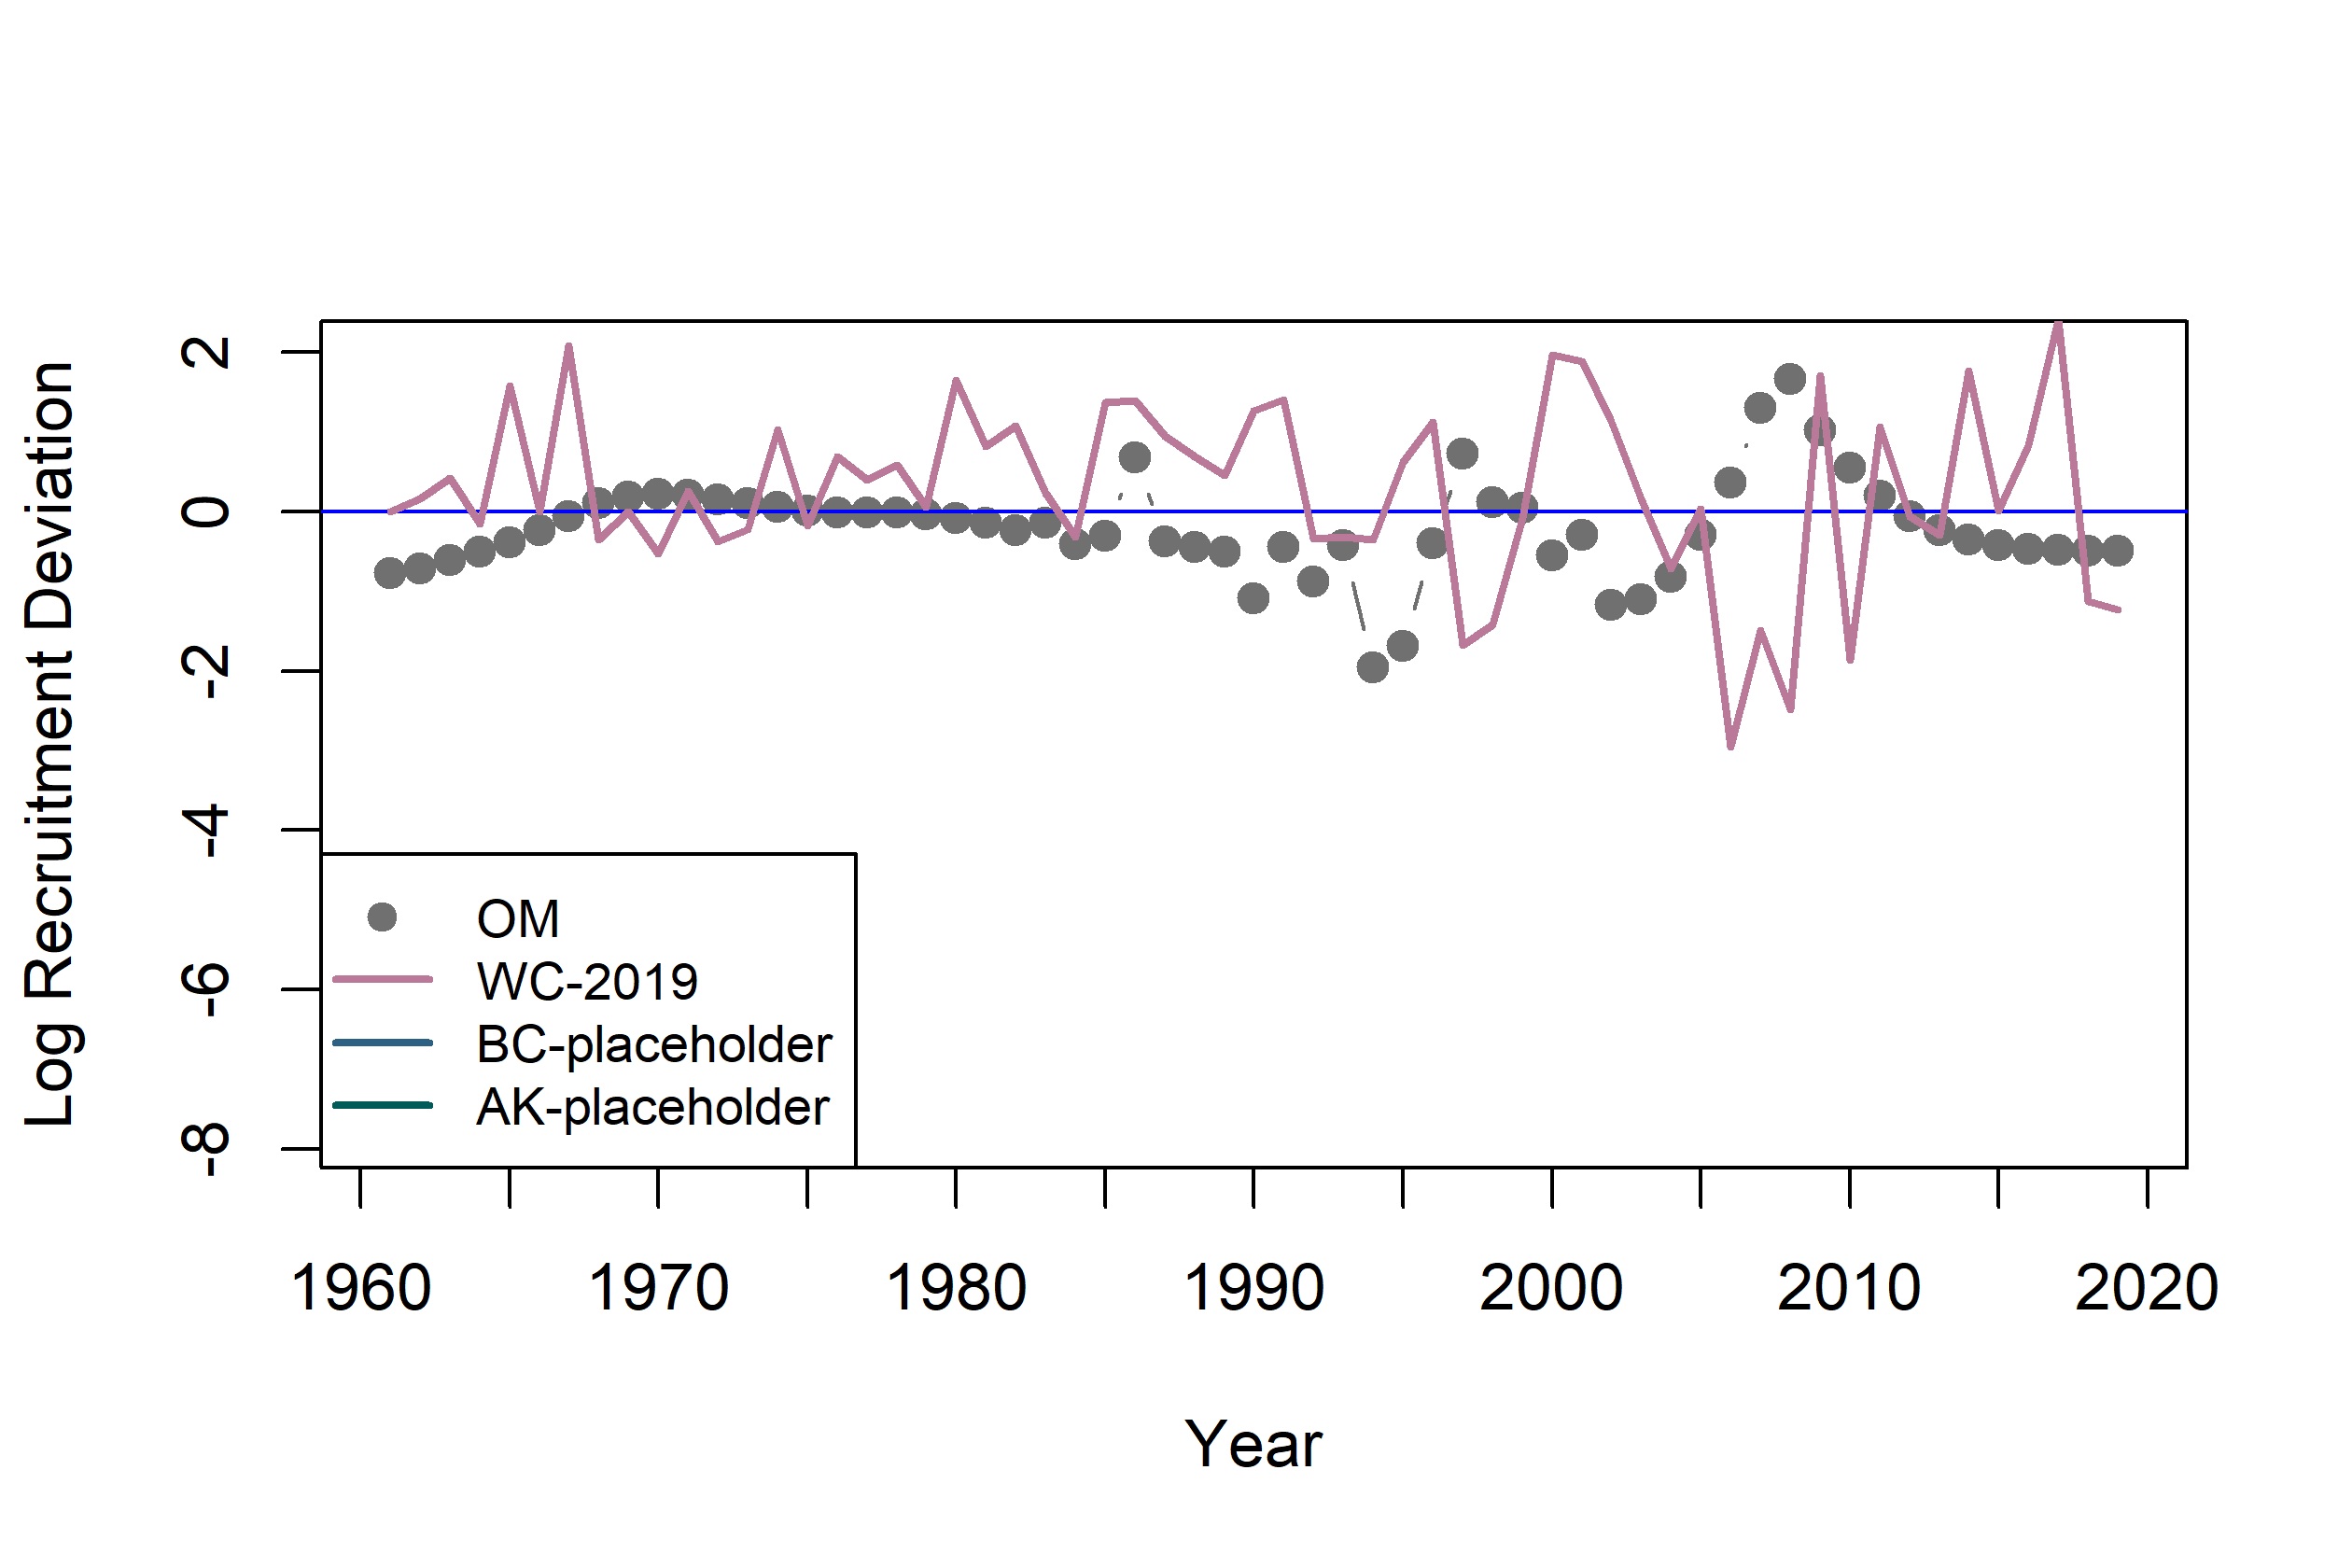 Log Recruitment Deviation
2
0
-2
-4
-6
-8
OM
WC-2019
BC-placeholder
AK-placeholder
1960 1970 1980 1990 2000 2010 2020
Year